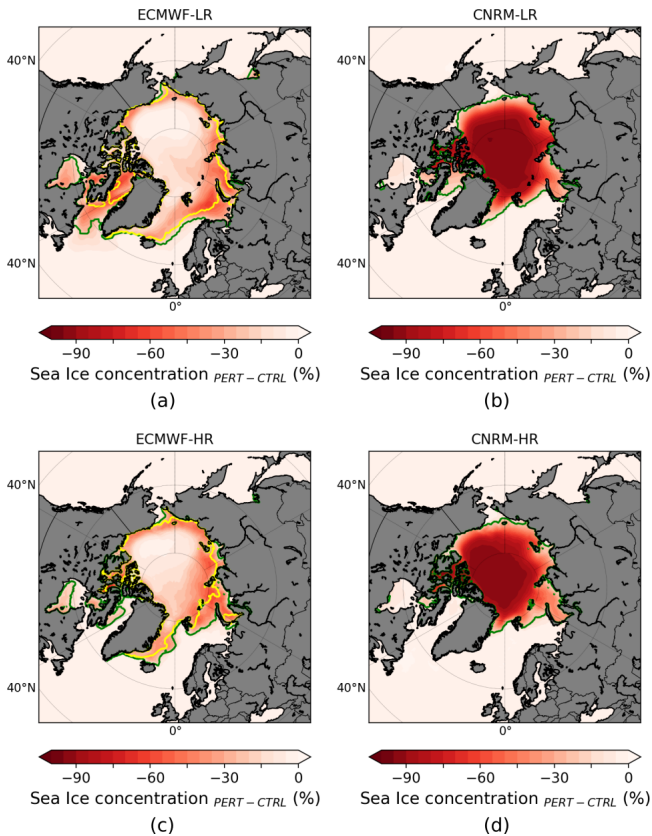 ECMWF-LR
CNRM-LR
40°N
40°N
40°N
40°N
0°
0°
−90 −60 −30 0
−90 −60 −30 0
Sea Ice concentration PERT − CTRL (%)
Sea Ice concentration PERT − CTRL (%)
(a)
(b)
ECMWF-HR
CNRM-HR
40°N
40°N
40°N
40°N
0°
0°
−90 −60 −30 0
−90 −60 −30 0
Sea Ice concentration PERT − CTRL (%)
Sea Ice concentration PERT − CTRL (%)
(c)
(d)